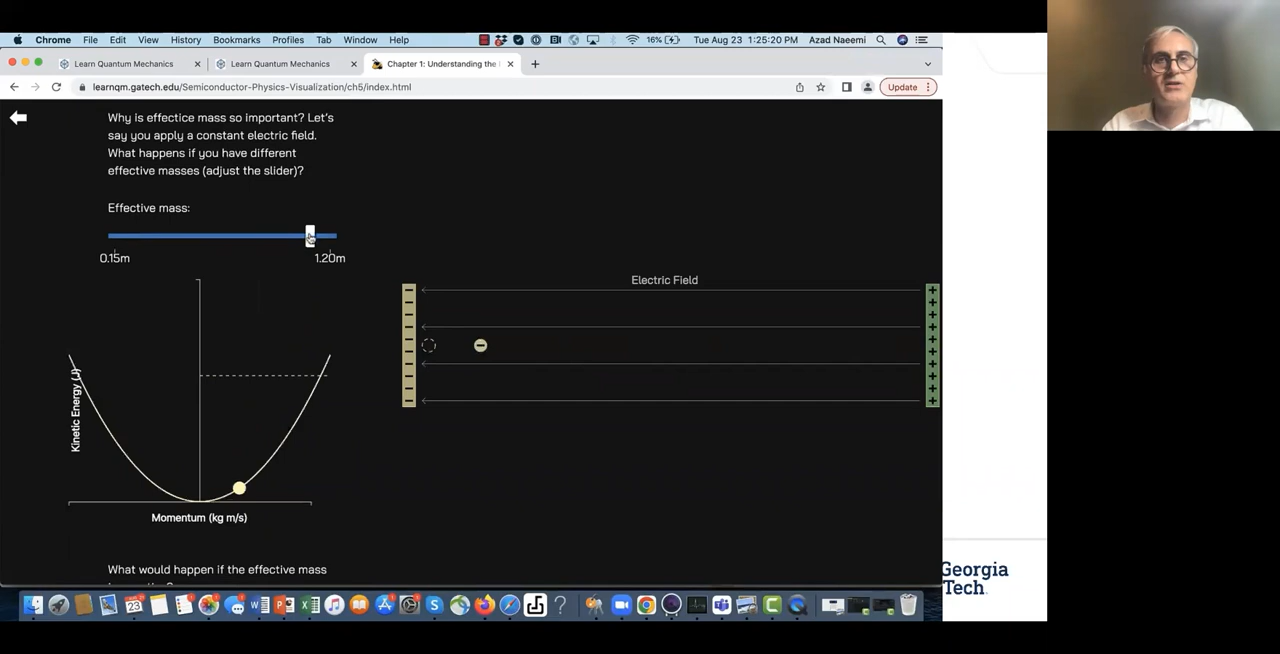 Chrome File Edit View History Bookmarks Profiles Tab Window Help 16% Tue Aug 23 1:25:20 PM Azad Naeemi
Learn Quantum Mechanics × Learn Quantum Mechanics × Chapter 1: Understanding the × +
learnqm.gatech.edu/Semiconductor-Physics-Visualization/ch5/index.html Update
Why is effectice mass so important? Let's
say you apply a constant electric field.
What happens if you have different
effective masses (adjust the slider)?
Effective mass:
0.15m 1.20m
Electric Field
Kinetic Energy (J)
Momentum (kg m/s)
What would happen if the effective mass
Georgia
Tech